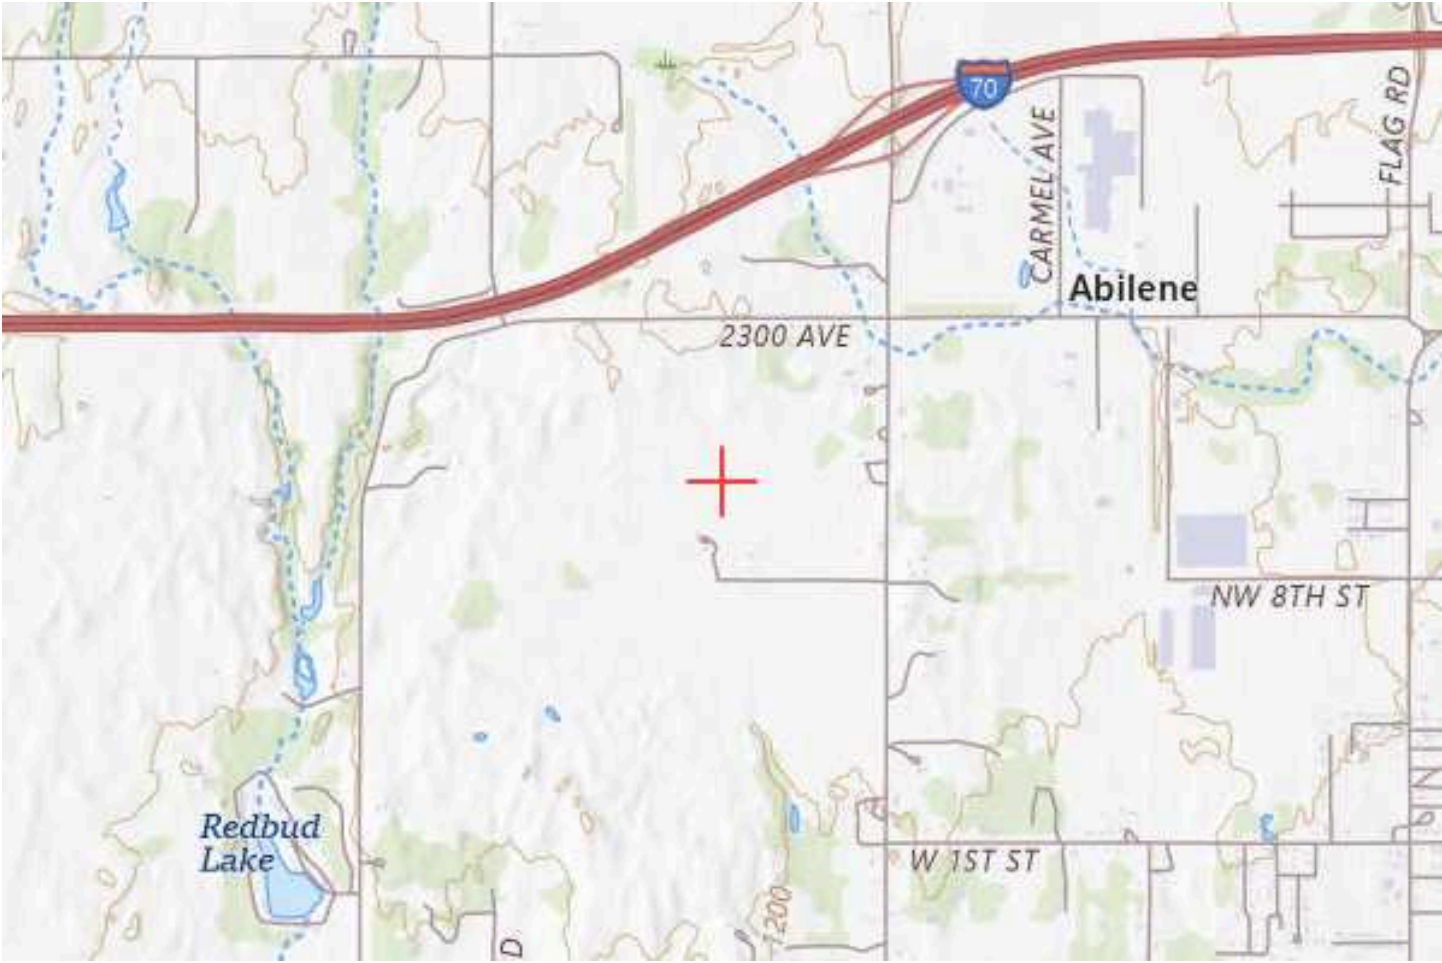 70
CARMEL AVE
FLAG RD
Abilene
2300 AVE
NW 8TH ST
Redbud
Lake
W 1ST ST
1200
D